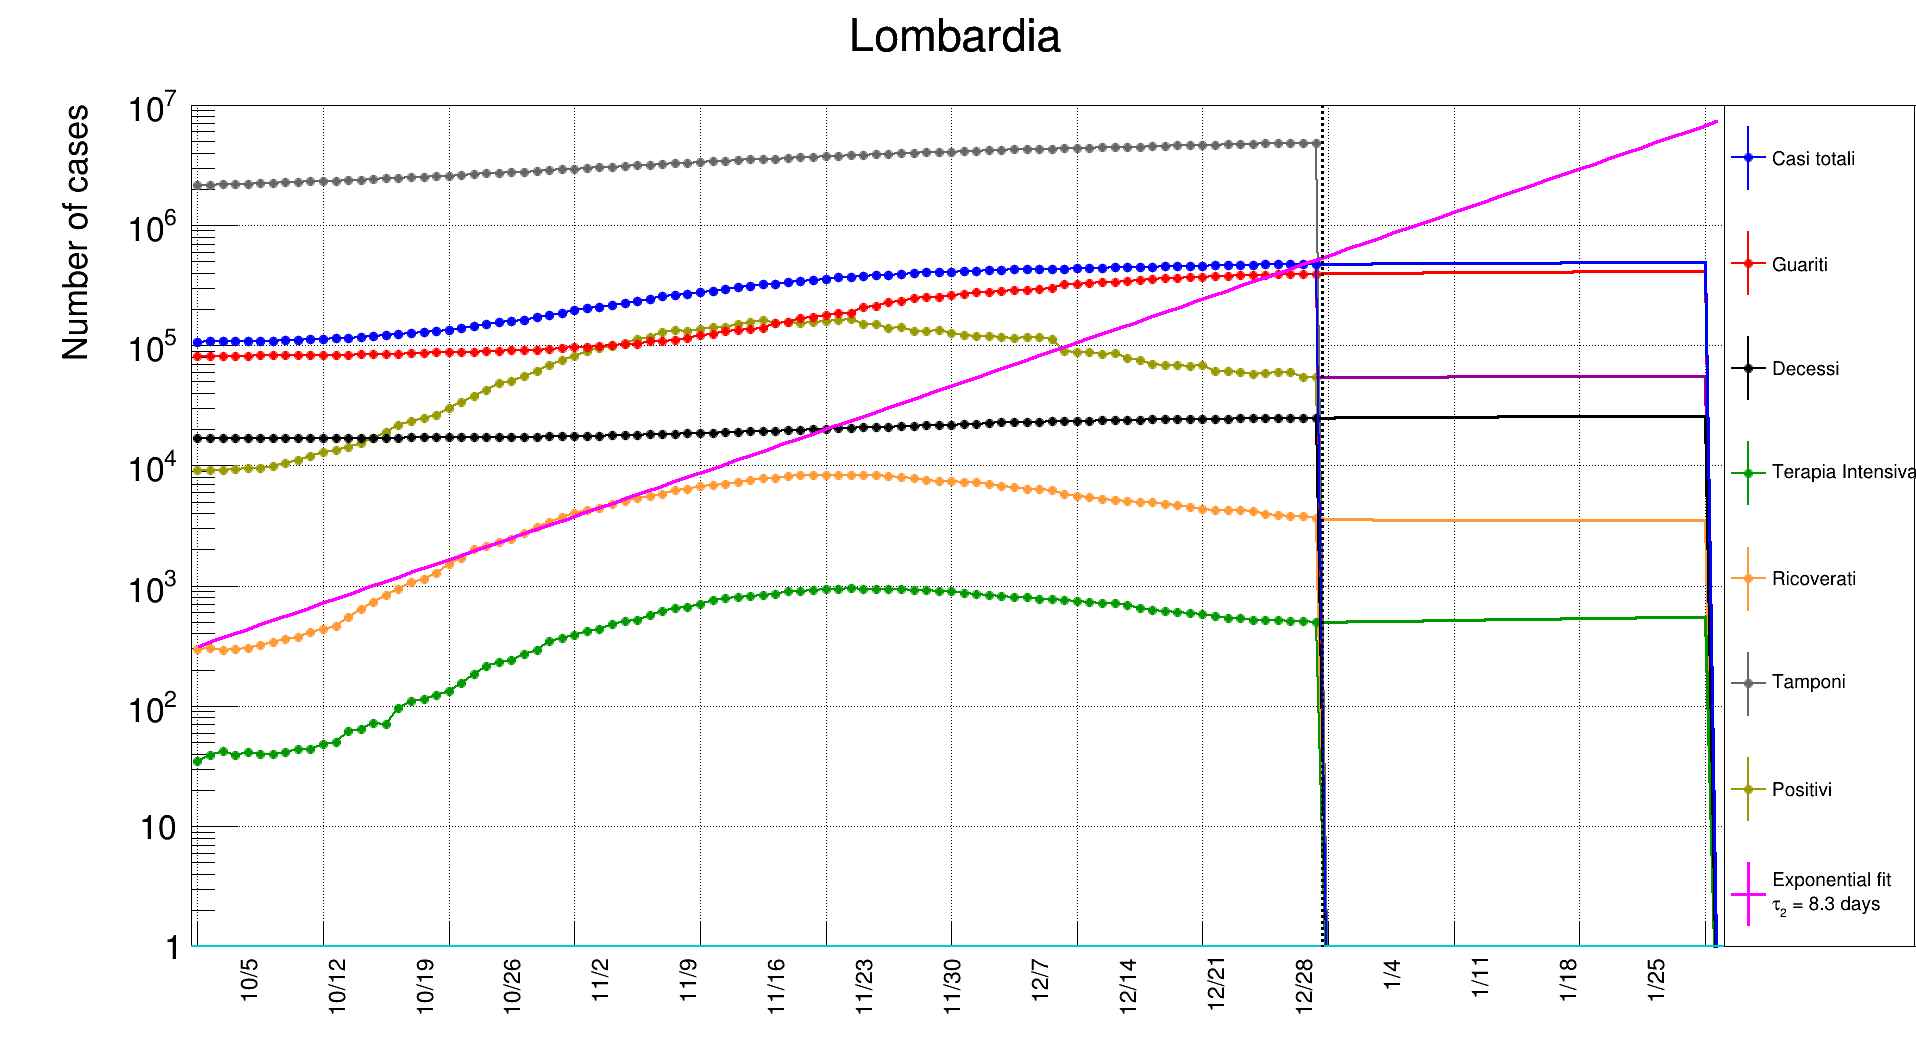 Lombardia
Number of cases
10^7
10^6
10^5
10^4
10^3
10^2
10
1
10/5
10/12
10/19
10/26
11/2
11/9
11/16
11/23
11/30
12/7
12/14
12/21
12/28
1/4
1/11
1/18
1/25
Casi totali
Guariti
Decessi
Terapia Intensiva
Ricoverati
Tamponi
Positivi
Exponential fit
τ_2 = 8.3 days